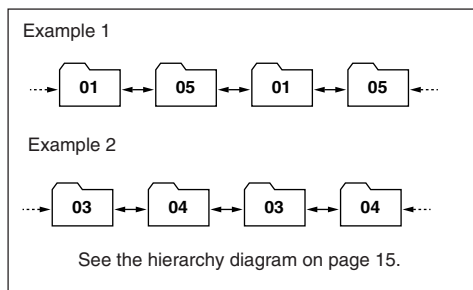 Example 1
01 05 01 05
Example 2
03 04 03 04
See the hierarchy diagram on page 15.